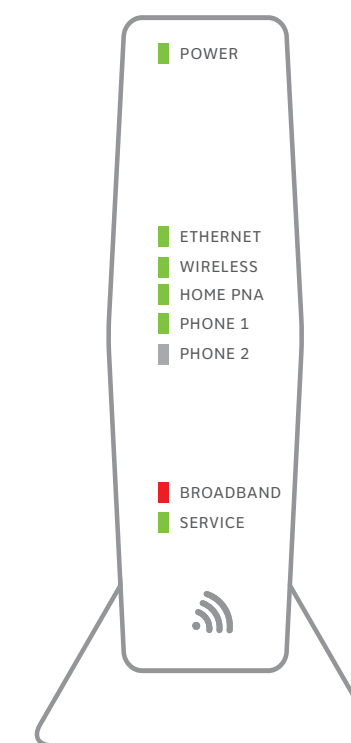 POWER
ETHERNET
WIRELESS
HOME PNA
PHONE 1
PHONE 2
BROADBAND
SERVICE